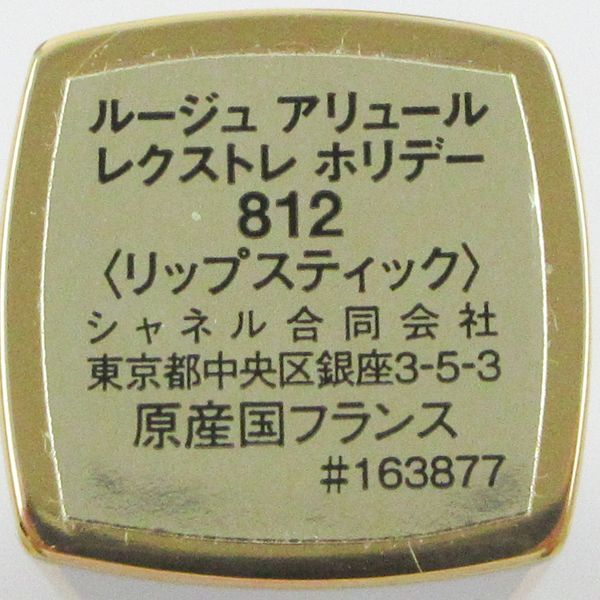 ルージュ アリュール
レクストレ ホリデー
812
〈リップスティック〉
シャネル合同会社
東京都中央区銀座3-5-3
原産国フランス
#163877